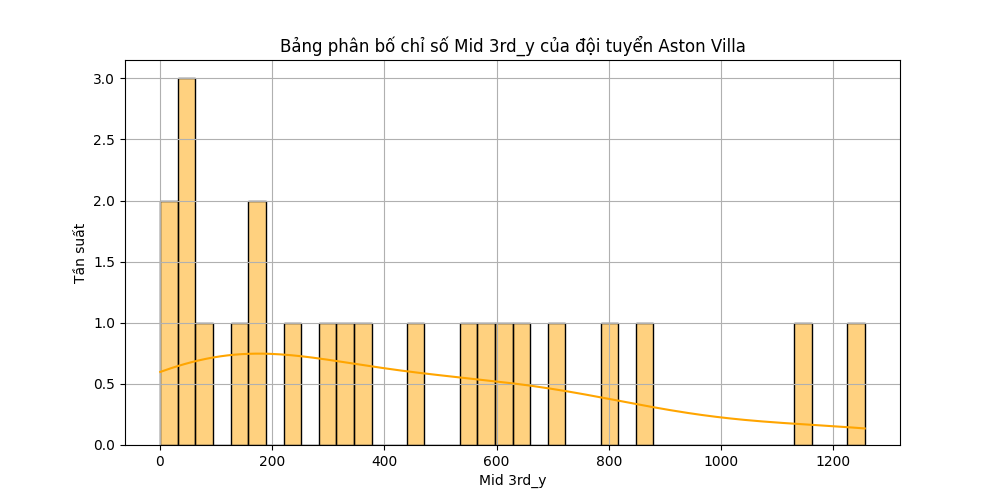 Bảng phân bố chỉ số Mid 3rd_y của đội tuyển Aston Villa
3.0
2.5
2.0
1.5
1.0
0.5
0.0
Tần suất
0 200 400 600 800 1000 1200
Mid 3rd_y